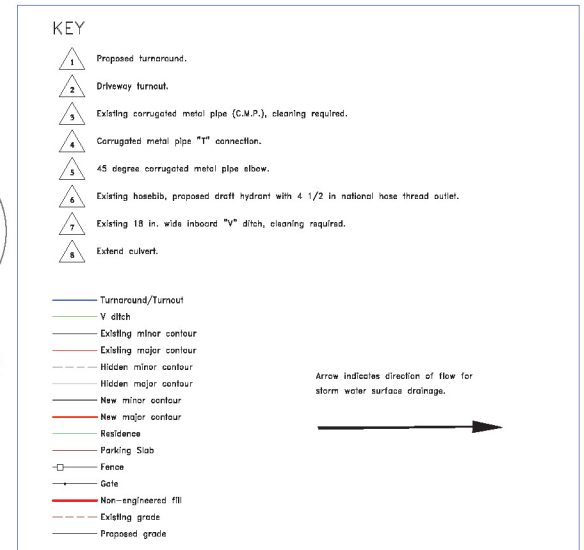 KEY
1 Proposed turnaround.
2 Driveway turnout.
3 Existing corrugated metal pipe (C.M.P.), cleaning required.
4 Corrugated metal pipe "T" connection.
5 45 degree corrugated metal pipe elbow.
6 Existing hosebib, proposed draft hydrant with 4 1/2 in national hose thread outlet.
7 Existing 18 in. wide inboard "V" ditch, cleaning required.
8 Extend culvert.
Turnaround/Turnout
V ditch
Existing minor contour
Existing major contour
Hidden minor contour
Hidden major contour
New minor contour
New major contour
Residence
Parking Slab
Fence
Gate
Non-engineered fill
Existing grade
Proposed grade
Arrow indicates direction of flow for
storm water surface drainage.